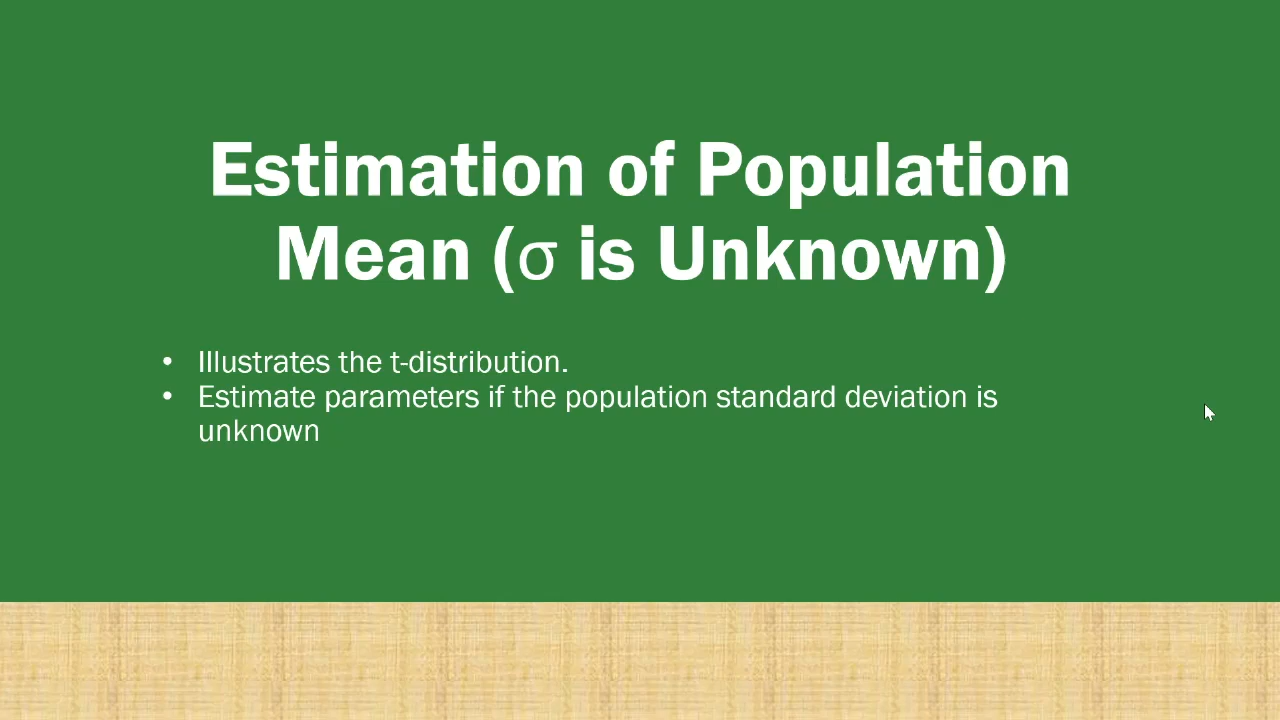 Estimation of Population
Mean (σ is Unknown)
• Illustrates the t-distribution.
• Estimate parameters if the population standard deviation is
unknown